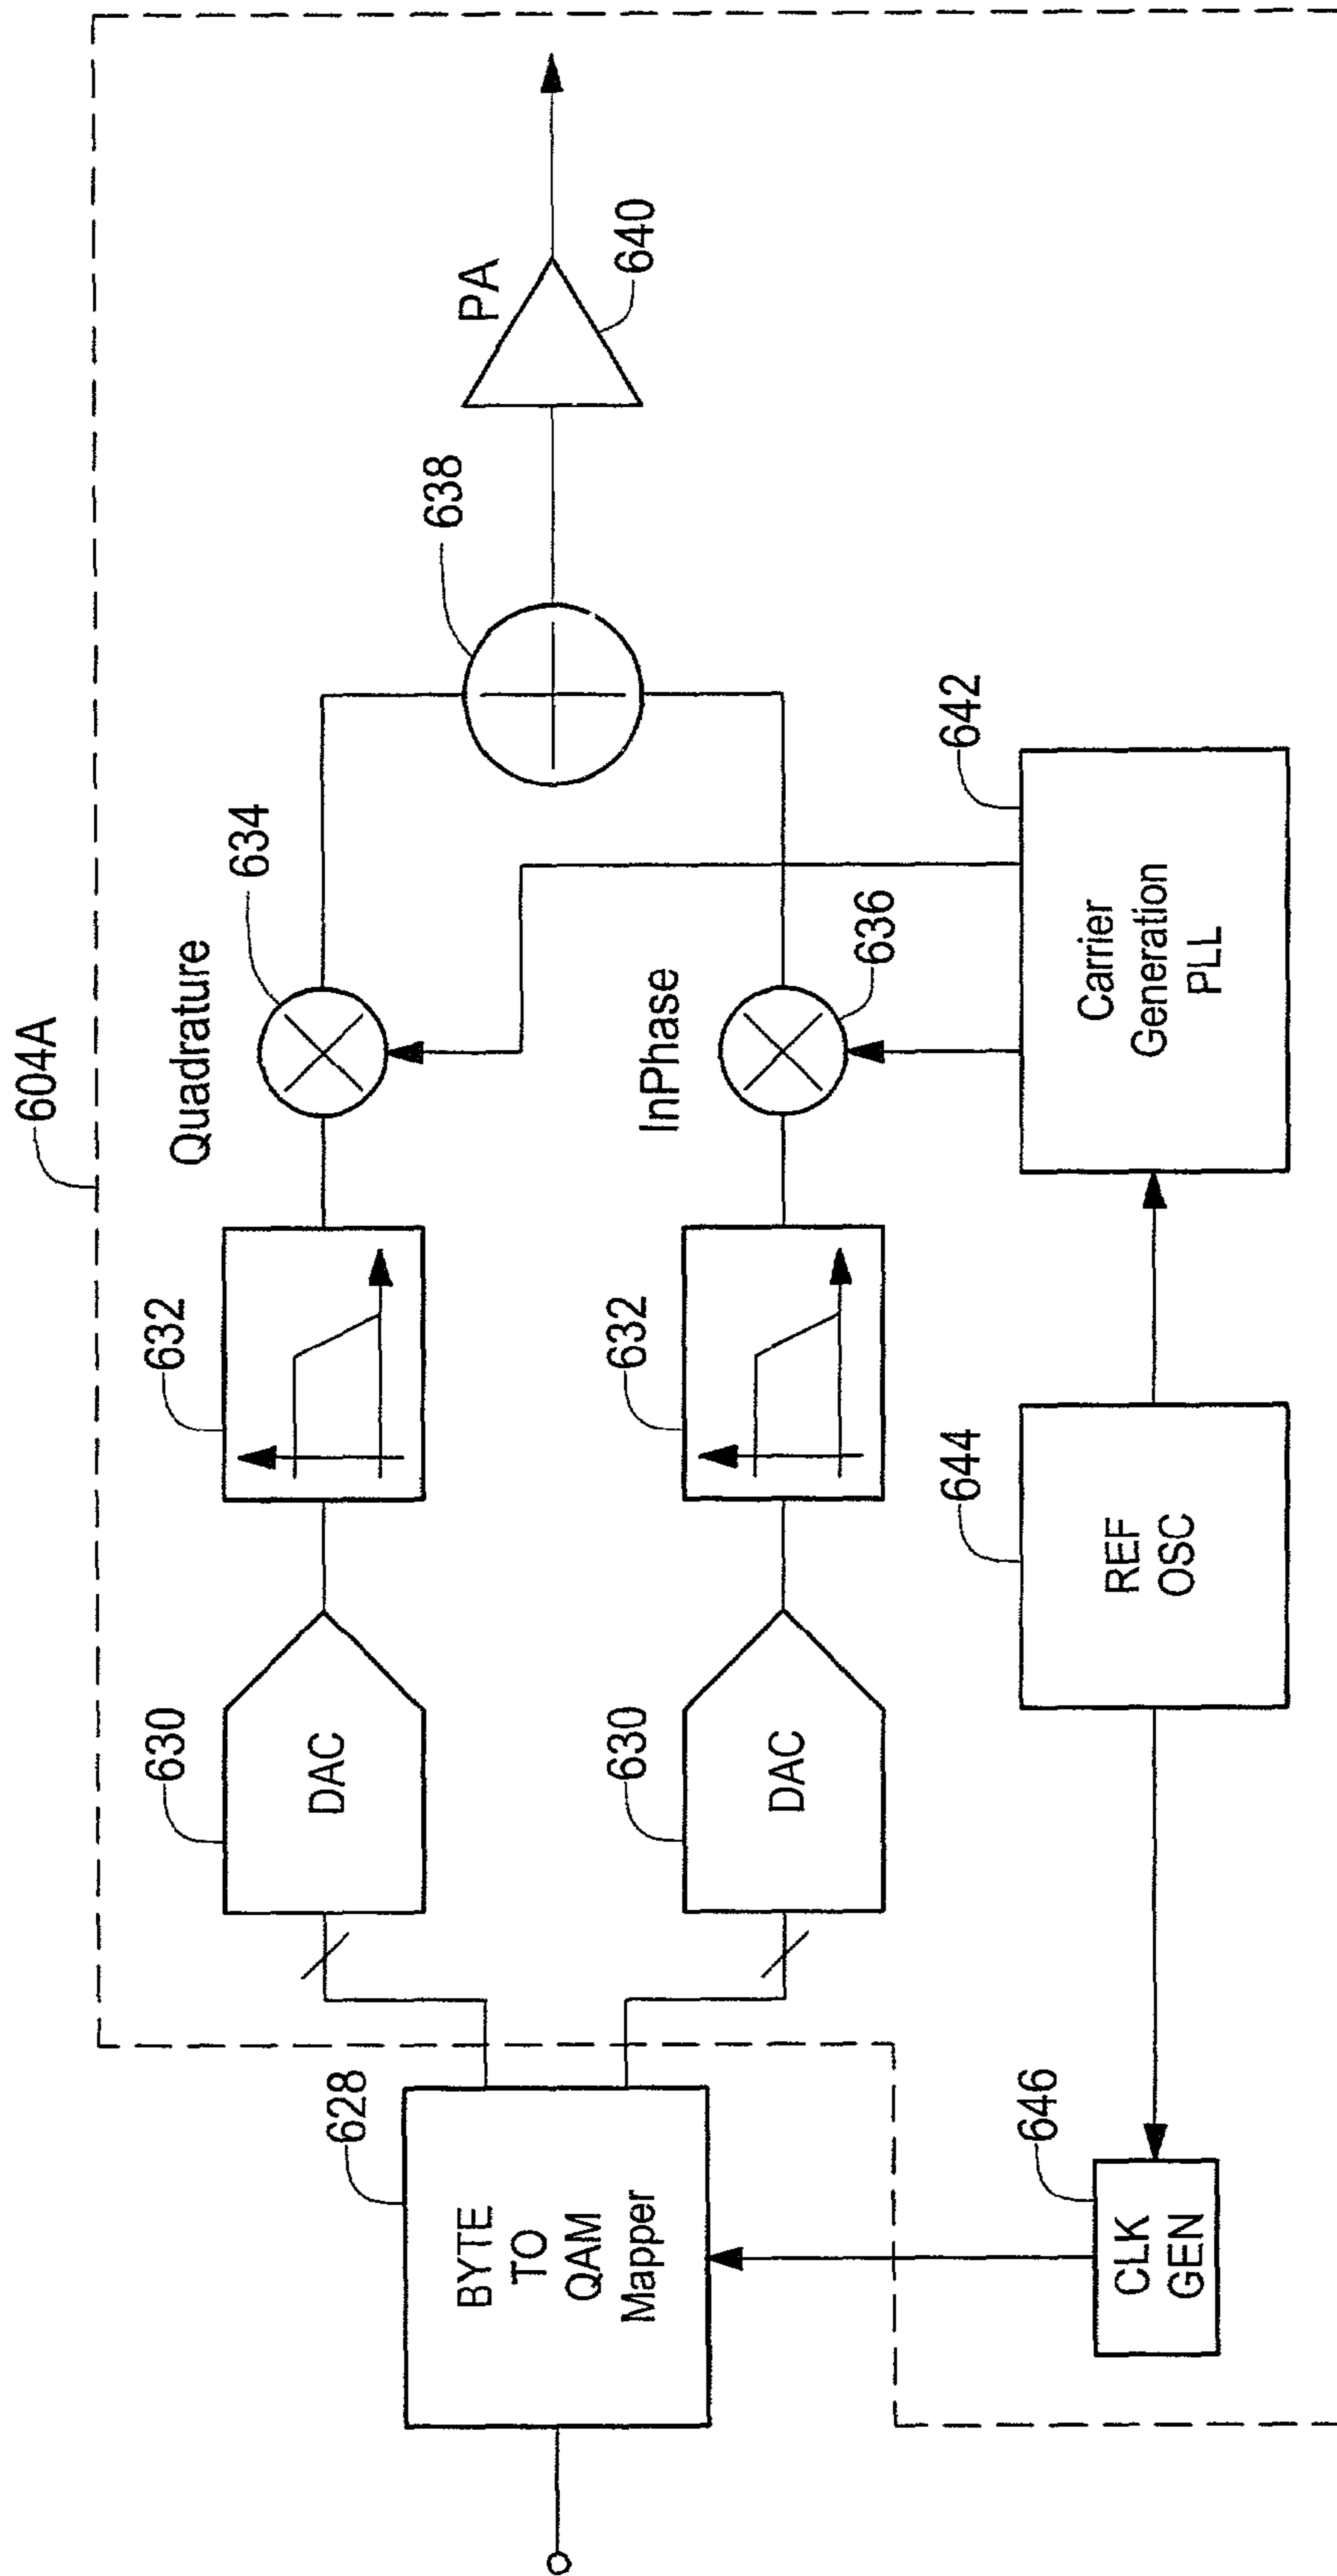 604A
Quadrature
634
638
PA
640
632
630
DAC
628
BYTE
TO
QAM
Mapper
InPhase
636
632
630
DAC
642
Carrier
Generation
PLL
644
REF
OSC
646
CLK
GEN